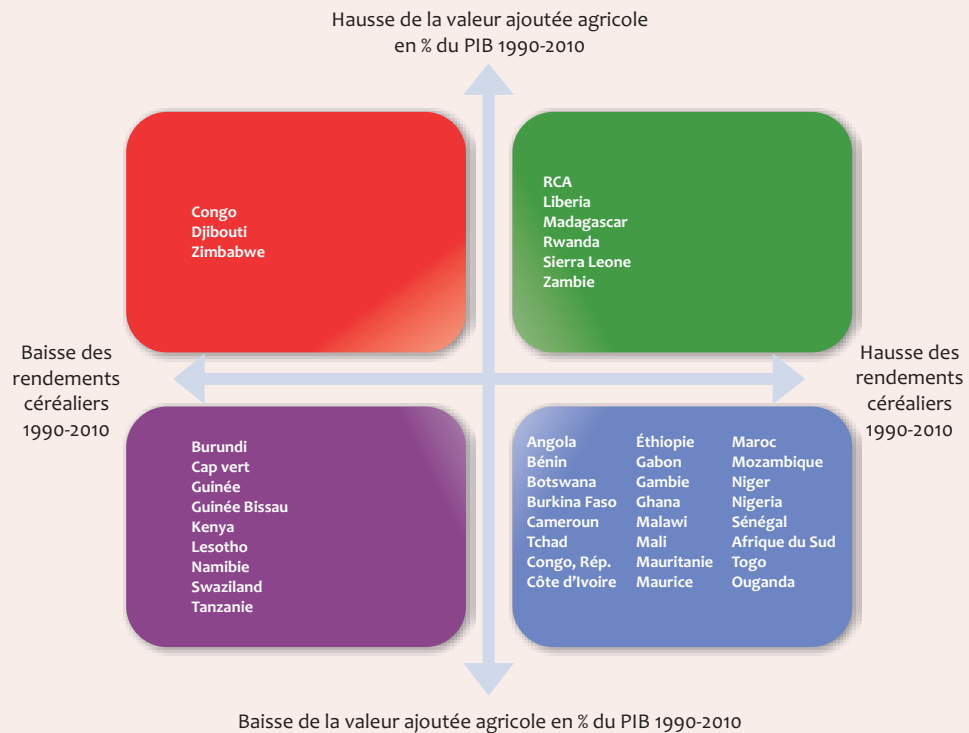 Hausse de la valeur ajoutée agricole
en % du PIB 1990-2010
Congo
Djibouti
Zimbabwe
RCA
Liberia
Madagascar
Rwanda
Sierra Leone
Zambie
Baisse des
rendements
céréaliers
1990-2010
Hausse des
rendements
céréaliers
1990-2010
Burundi
Cap vert
Guinée
Guinée Bissau
Kenya
Lesotho
Namibie
Swaziland
Tanzanie
Angola
Bénin
Botswana
Burkina Faso
Cameroun
Tchad
Congo, Rép.
Côte d’Ivoire
Éthiopie
Gabon
Gambie
Ghana
Malawi
Mali
Mauritanie
Maurice
Maroc
Mozambique
Niger
Nigeria
Sénégal
Afrique du Sud
Togo
Ouganda
Baisse de la valeur ajoutée agricole en % du PIB 1990-2010